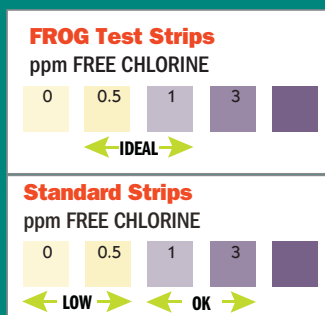 FROG Test Strips
ppm FREE CHLORINE
0 0.5 1 3
IDEAL
Standard Strips
ppm FREE CHLORINE
0 0.5 1 3
LOW OK